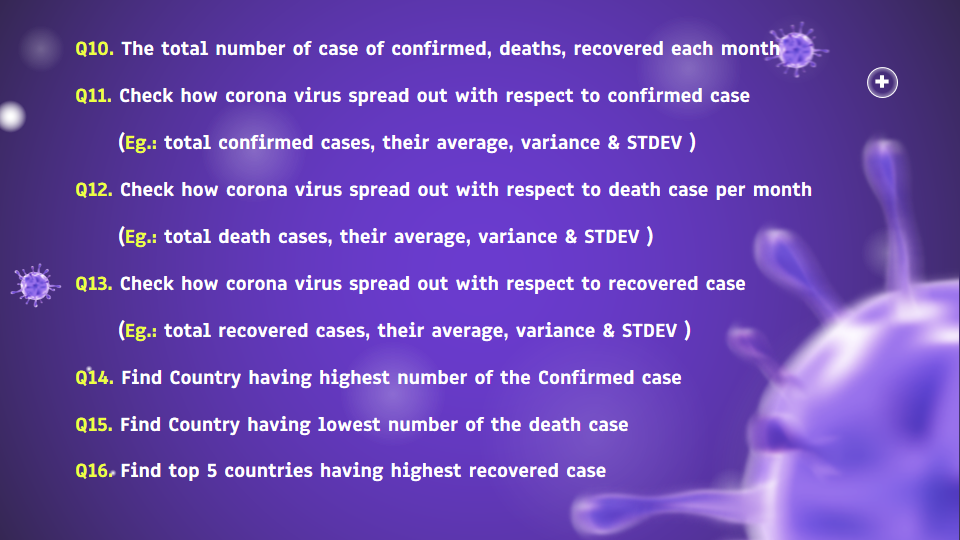 Q10. The total number of case of confirmed, deaths, recovered each month
Q11. Check how corona virus spread out with respect to confirmed case
(Eg.: total confirmed cases, their average, variance & STDEV )
Q12. Check how corona virus spread out with respect to death case per month
(Eg.: total death cases, their average, variance & STDEV )
Q13. Check how corona virus spread out with respect to recovered case
(Eg.: total recovered cases, their average, variance & STDEV )
Q14. Find Country having highest number of the Confirmed case
Q15. Find Country having lowest number of the death case
Q16. Find top 5 countries having highest recovered case